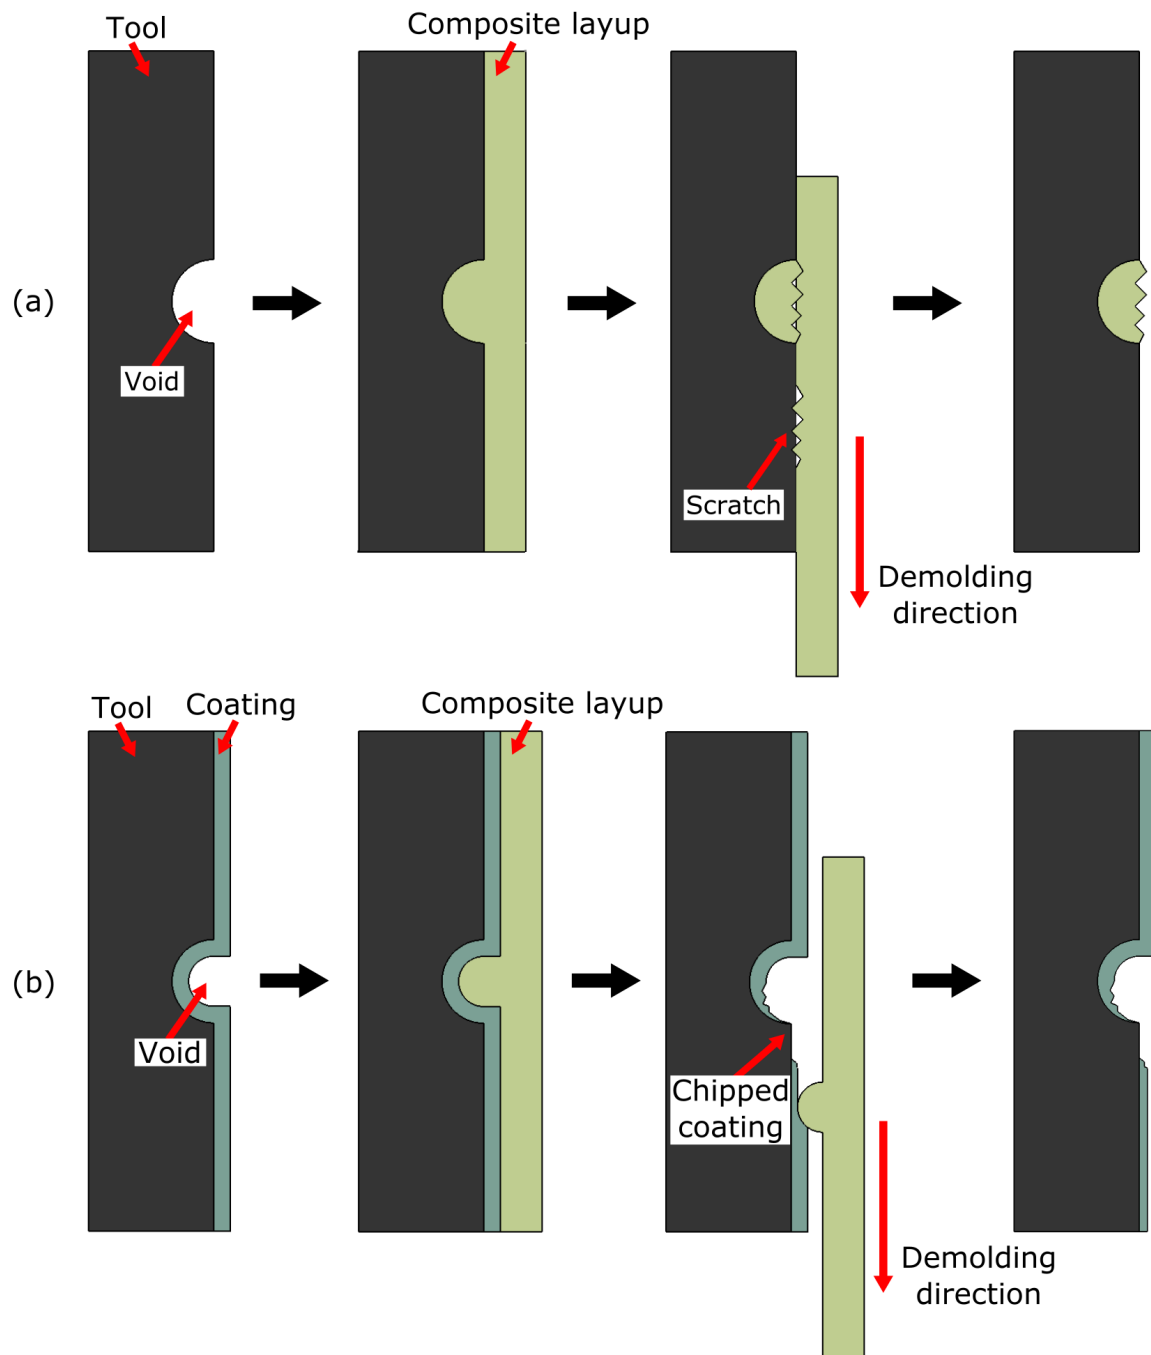 Tool
Composite layup
(a)
Void
Scratch
Demolding
direction
Tool
Coating
Composite layup
(b)
Void
Chipped
coating
Demolding
direction